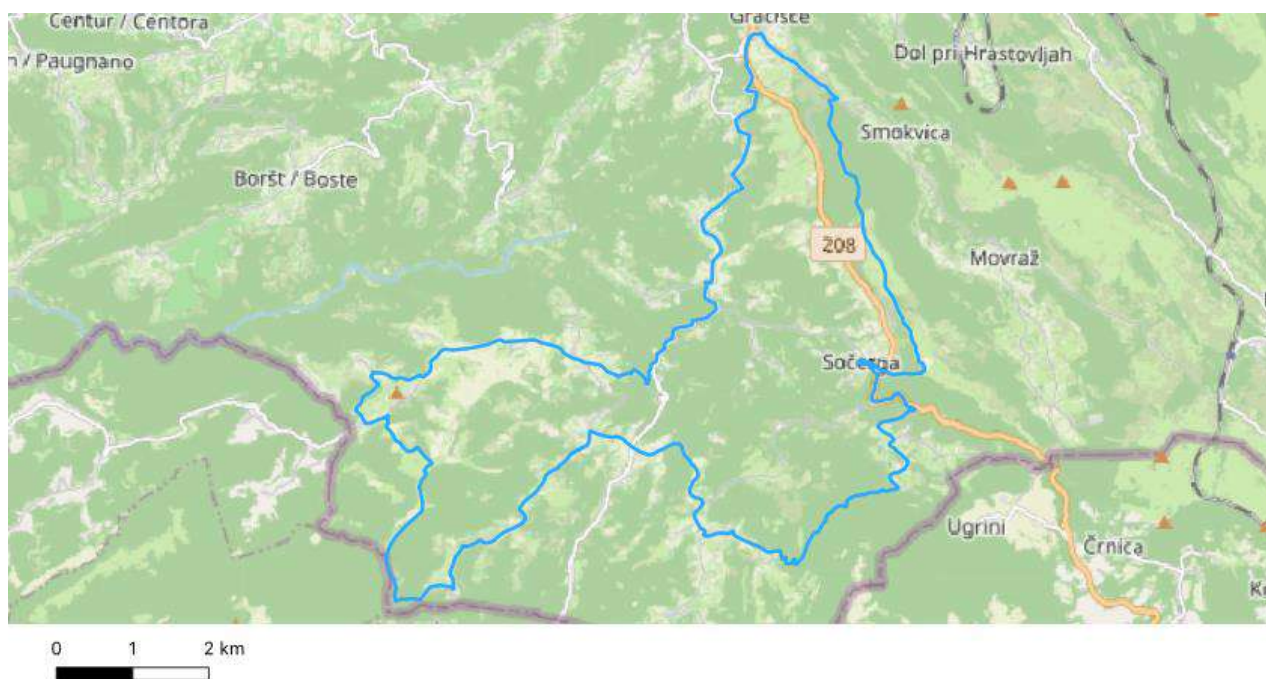 Centur / Centora
Gračišče
n / Paugnano
Dol pri Hrastovljah
Smokvica
Boršt / Boste
208
Movraž
Sočerga
Ugrini
Črnica
0 1 2 km